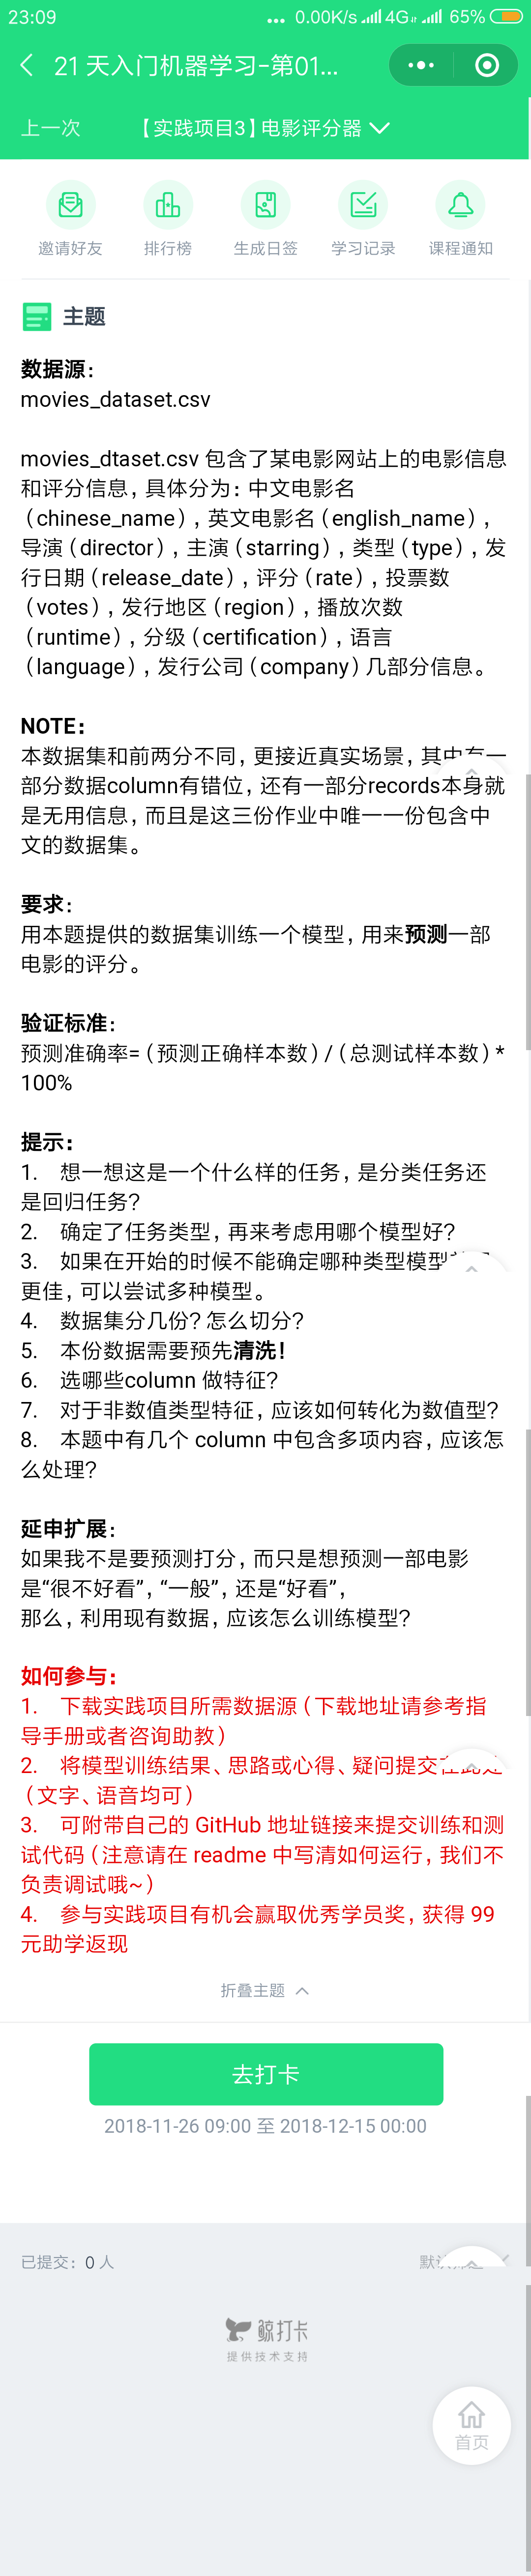 23:09
... 0.00K/s 4G 65%
21 天入门机器学习-第01...
上一次 【实践项目3】电影评分器
邀请好友 排行榜 生成日签 学习记录 课程通知
主题
数据源:
movies_dataset.csv
movies_dtaset.csv 包含了某电影网站上的电影信息
和评分信息,具体分为:中文电影名
(chinese_name),英文电影名(english_name),
导演(director),主演(starring),类型(type),发
行日期(release_date),评分(rate),投票数
(votes),发行地区(region),播放次数
(runtime),分级(certification),语言
(language),发行公司(company)几部分信息。
NOTE:
本数据集和前两分不同,更接近真实场景,其中有一
部分数据column有错位,还有一部分records本身就
是无用信息,而且是这三份作业中唯一一份包含中
文的数据集。
要求:
用本题提供的数据集训练一个模型,用来预测一部
电影的评分。
验证标准:
预测准确率=(预测正确样本数)/(总测试样本数)*
100%
提示:
1. 想一想这是一个什么样的任务,是分类任务还
是回归任务?
2. 确定了任务类型,再来考虑用哪个模型好?
3. 如果在开始的时候不能确定哪种类型模型
更佳,可以尝试多种模型。
4. 数据集分几份?怎么切分?
5. 本份数据需要预先清洗!
6. 选哪些column 做特征?
7. 对于非数值类型特征,应该如何转化为数值型?
8. 本题中有几个 column 中包含多项内容,应该怎
么处理?
延申扩展:
如果我不是要预测打分,而只是想预测一部电影
是“很不好看”,“一般”,还是“好看”,
那么,利用现有数据,应该怎么训练模型?
如何参与:
1. 下载实践项目所需数据源(下载地址请参考指
导手册或者咨询助教)
2. 将模型训练结果、思路或心得、疑问提交在此处
(文字、语音均可)
3. 可附带自己的 GitHub 地址链接来提交训练和测
试代码(注意请在 readme 中写清如何运行,我们不
负责调试哦~)
4. 参与实践项目有机会赢取优秀学员奖,获得 99
元助学返现
折叠主题
去打卡
2018-11-26 09:00 至 2018-12-15 00:00
已提交:0 人 默认
鲸打卡
提供技术支持
首页